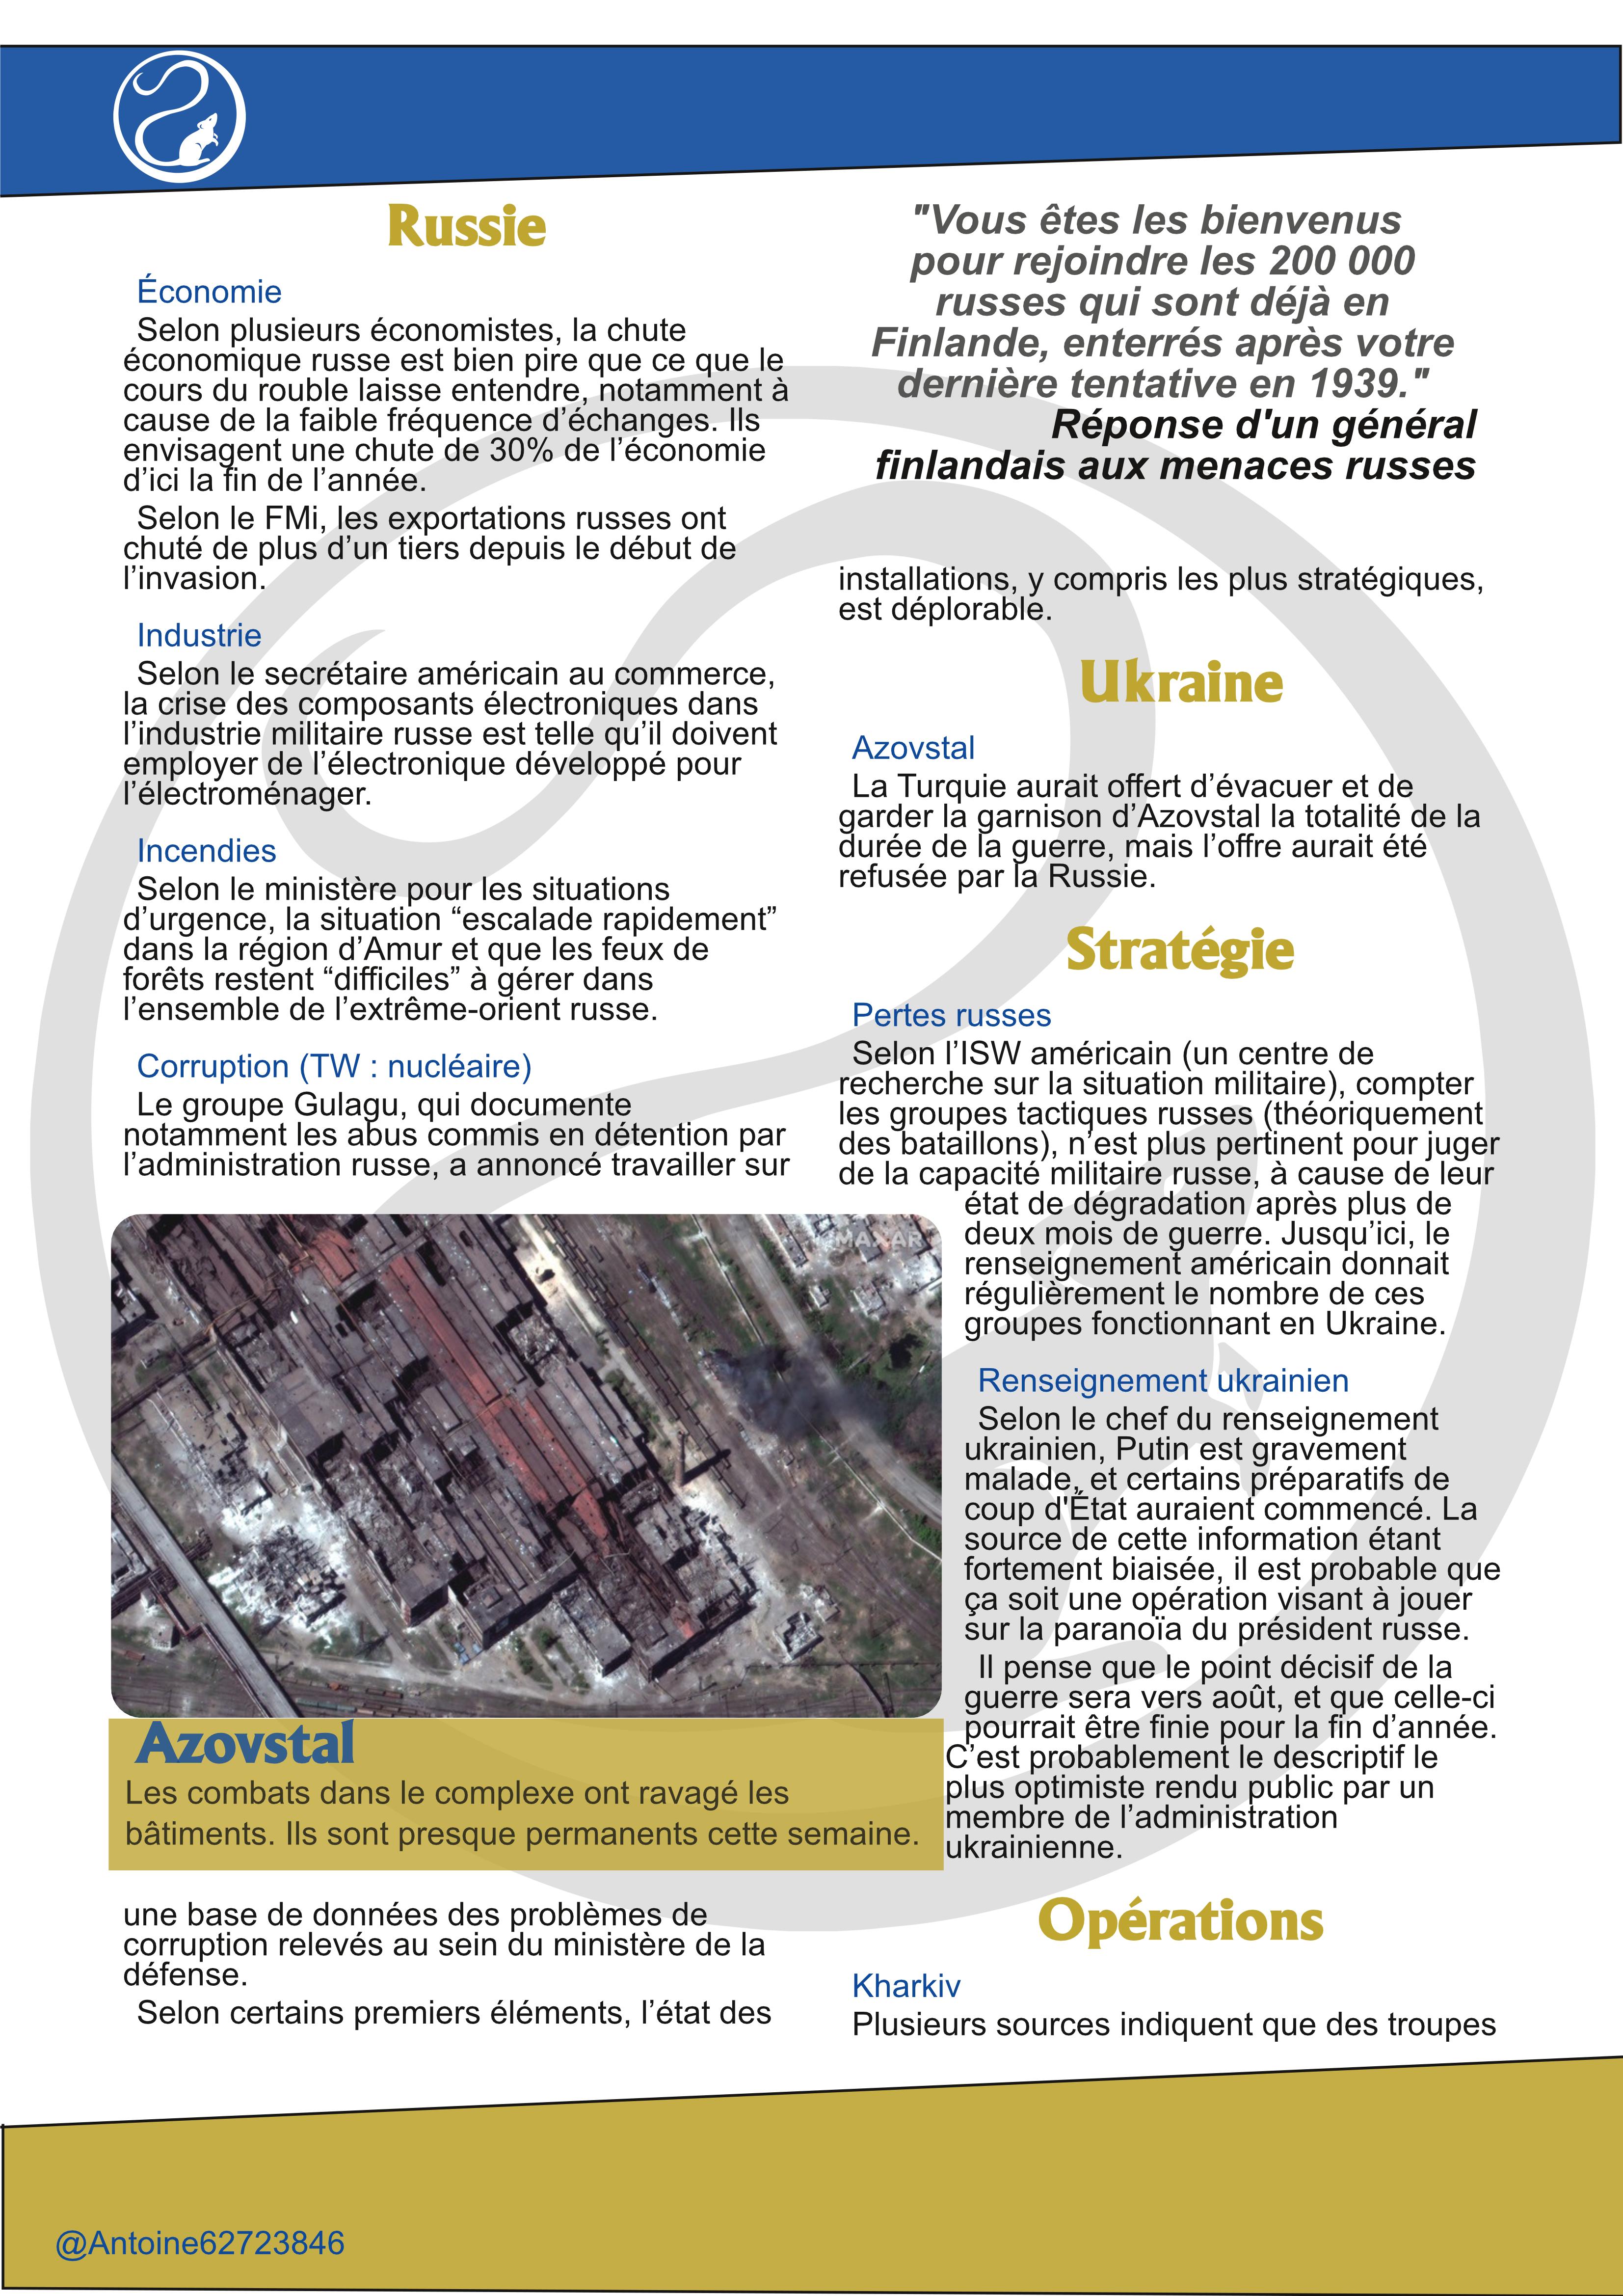 Russie
Économie
Selon plusieurs économistes, la chute
économique russe est bien pire que ce que le
cours du rouble laisse entendre, notamment à
cause de la faible fréquence d’échanges. Ils
envisagent une chute de 30% de l’économie
d’ici la fin de l’année.
Selon le FMi, les exportations russes ont
chuté de plus d’un tiers depuis le début de
l’invasion.
Industrie
Selon le secrétaire américain au commerce,
la crise des composants électroniques dans
l’industrie militaire russe est telle qu’il doivent
employer de l’électronique développé pour
l’électroménager.
Incendies
Selon le ministère pour les situations
d’urgence, la situation “escalade rapidement”
dans la région d’Amur et que les feux de
forêts restent “difficiles” à gérer dans
l’ensemble de l’extrême-orient russe.
Corruption (TW : nucléaire)
Le groupe Gulagu, qui documente
notamment les abus commis en détention par
l’administration russe, a annoncé travailler sur
MAXAR
Azovstal
Les combats dans le complexe ont ravagé les
bâtiments. Ils sont presque permanents cette semaine.
une base de données des problèmes de
corruption relevés au sein du ministère de la
défense.
Selon certains premiers éléments, l’état des
"Vous êtes les bienvenus
pour rejoindre les 200 000
russes qui sont déjà en
Finlande, enterrés après votre
dernière tentative en 1939."
Réponse d'un général
finlandais aux menaces russes
installations, y compris les plus stratégiques,
est déplorable.
Ukraine
Azovstal
La Turquie aurait offert d’évacuer et de
garder la garnison d’Azovstal la totalité de la
durée de la guerre, mais l’offre aurait été
refusée par la Russie.
Stratégie
Pertes russes
Selon l’ISW américain (un centre de
recherche sur la situation militaire), compter
les groupes tactiques russes (théoriquement
des bataillons), n’est plus pertinent pour juger
de la capacité militaire russe, à cause de leur
état de dégradation après plus de
deux mois de guerre. Jusqu’ici, le
renseignement américain donnait
régulièrement le nombre de ces
groupes fonctionnant en Ukraine.
Renseignement ukrainien
Selon le chef du renseignement
ukrainien, Putin est gravement
malade, et certains préparatifs de
coup d'État auraient commencé. La
source de cette information étant
fortement biaisée, il est probable que
ça soit une opération visant à jouer
sur la paranoïa du président russe.
Il pense que le point décisif de la
guerre sera vers août, et que celle-ci
pourrait être finie pour la fin d’année.
C’est probablement le descriptif le
plus optimiste rendu public par un
membre de l’administration
ukrainienne.
Opérations
Kharkiv
Plusieurs sources indiquent que des troupes
@Antoine62723846